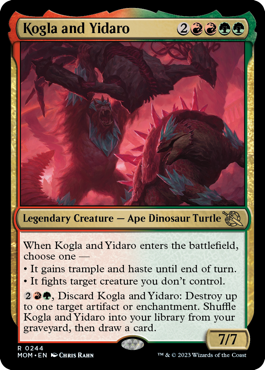 Kogla and Yidaro 2
Legendary Creature — Ape Dinosaur Turtle
When Kogla and Yidaro enters the battlefield,
choose one —
• It gains trample and haste until end of turn.
• It fights target creature you don't control.
2, Discard Kogla and Yidaro: Destroy up
to one target artifact or enchantment. Shuffle
Kogla and Yidaro into your library from your
graveyard, then draw a card.
7/7
R 0244
MOM • EN Chris Rahn
™ & © 2023 Wizards of the Coast